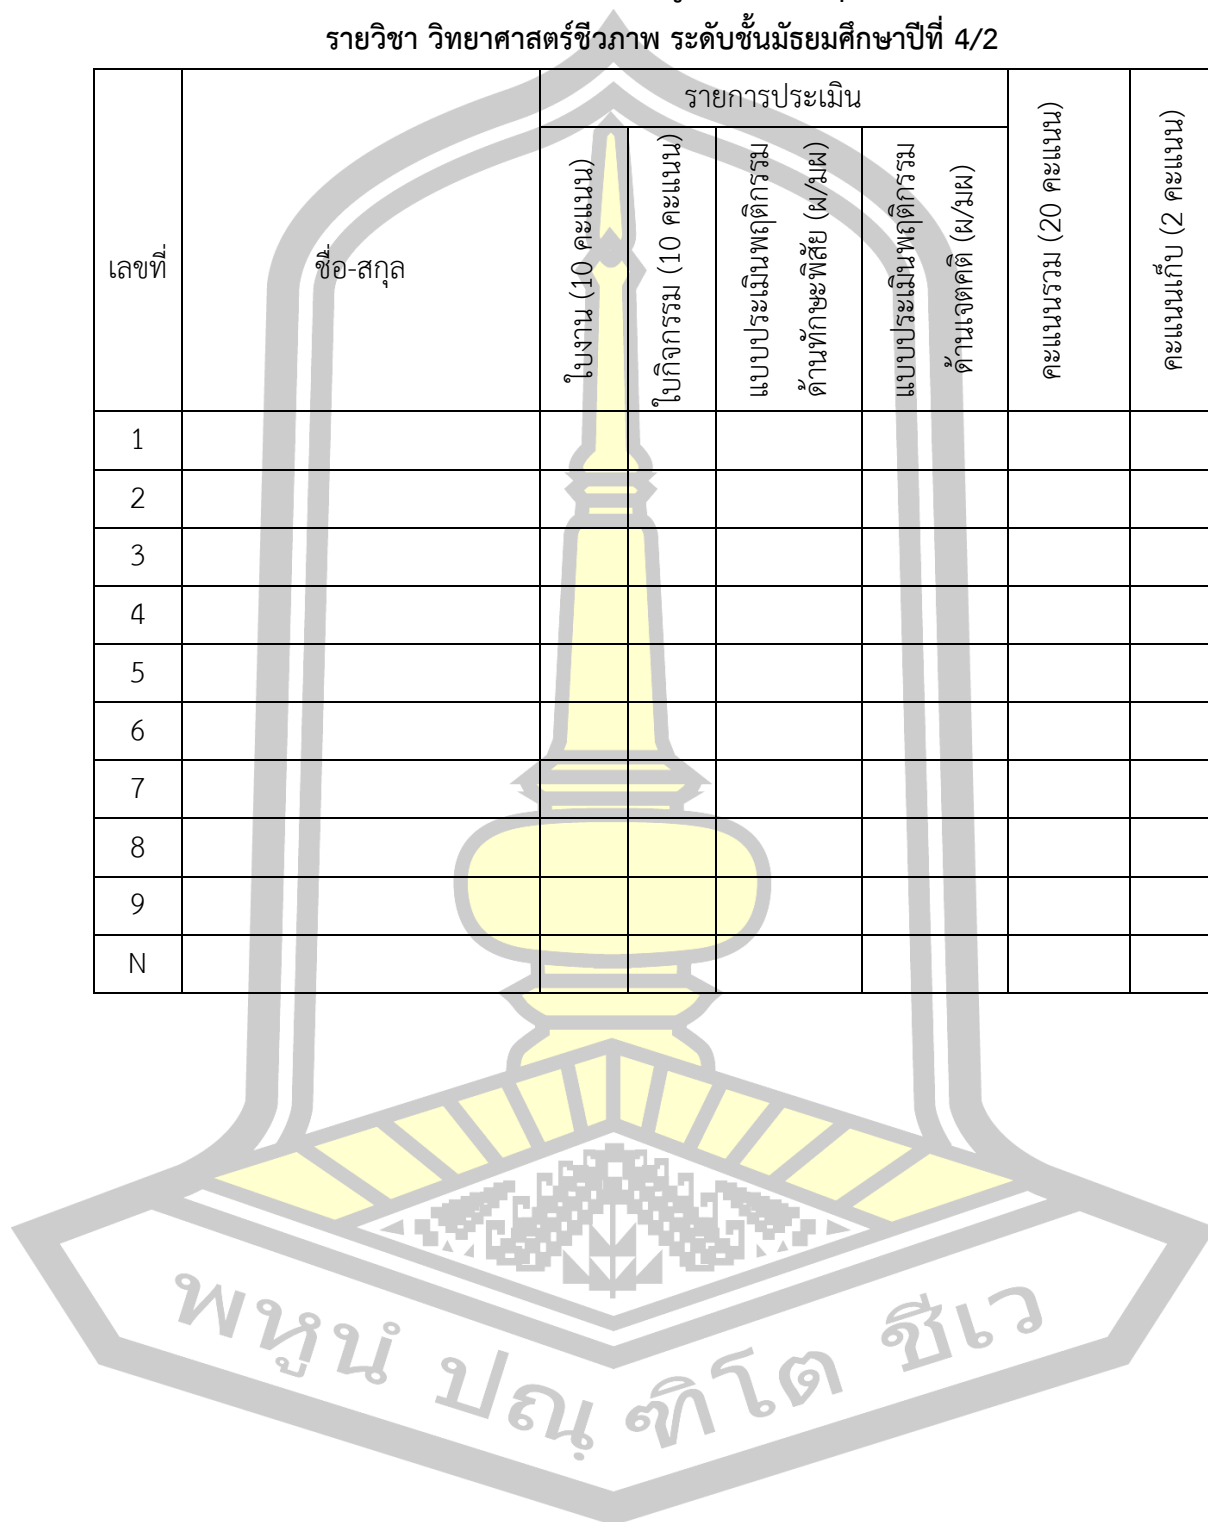 รายวิชา วิทยาศาสตร์ชีวภาพ ระดับชั้นมัธยมศึกษาปีที่ 4/2
เลขที่
ชื่อ-สกุล
รายการประเมิน
ใบงาน (10 คะแนน)
ใบกิจกรรม (10 คะแนน)
แบบประเมินพฤติกรรม
ด้านทักษะพิสัย (ผ/มผ)
แบบประเมินพฤติกรรม
ด้านเจตคติ (ผ/มผ)
คะแนนรวม (20 คะแนน)
คะแนนเก็บ (2 คะแนน)
1
2
3
4
5
6
7
8
9
N
พหูนํ ปณฺฑิโต ชีเว